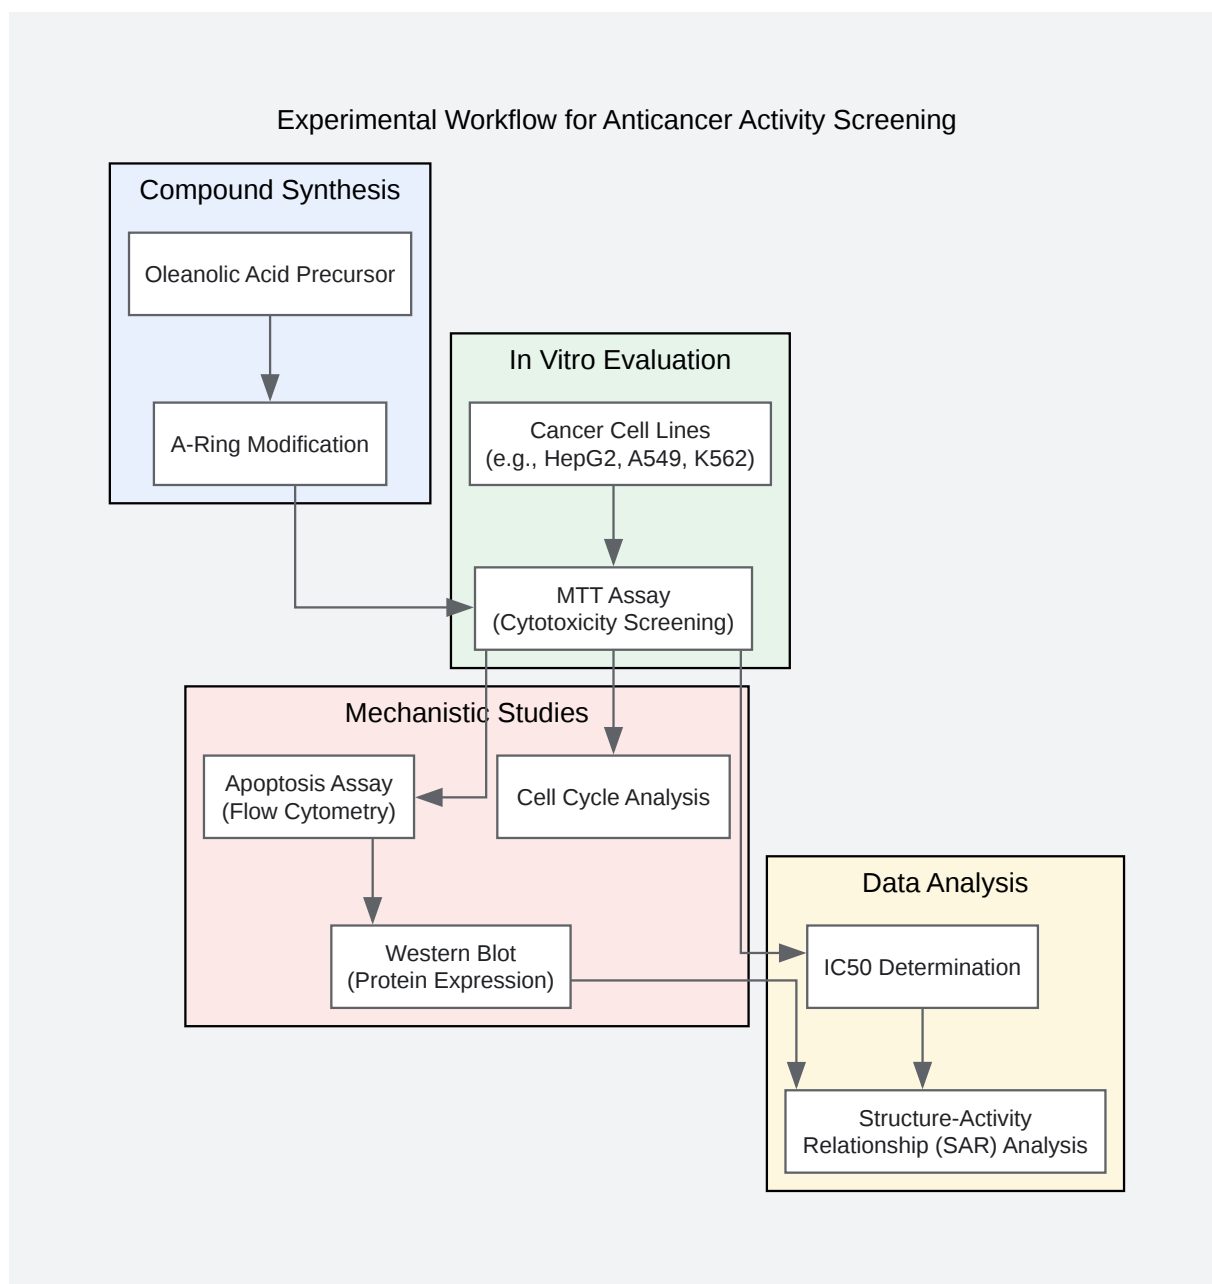 Experimental Workflow for Anticancer Activity Screening
Compound Synthesis
Oleanolic Acid Precursor
A-Ring Modification
In Vitro Evaluation
Cancer Cell Lines
(e.g., HepG2, A549, K562)
MTT Assay
(Cytotoxicity Screening)
Mechanistic Studies
Apoptosis Assay
(Flow Cytometry)
Cell Cycle Analysis
Western Blot
(Protein Expression)
Data Analysis
IC50 Determination
Structure-Activity
Relationship (SAR) Analysis